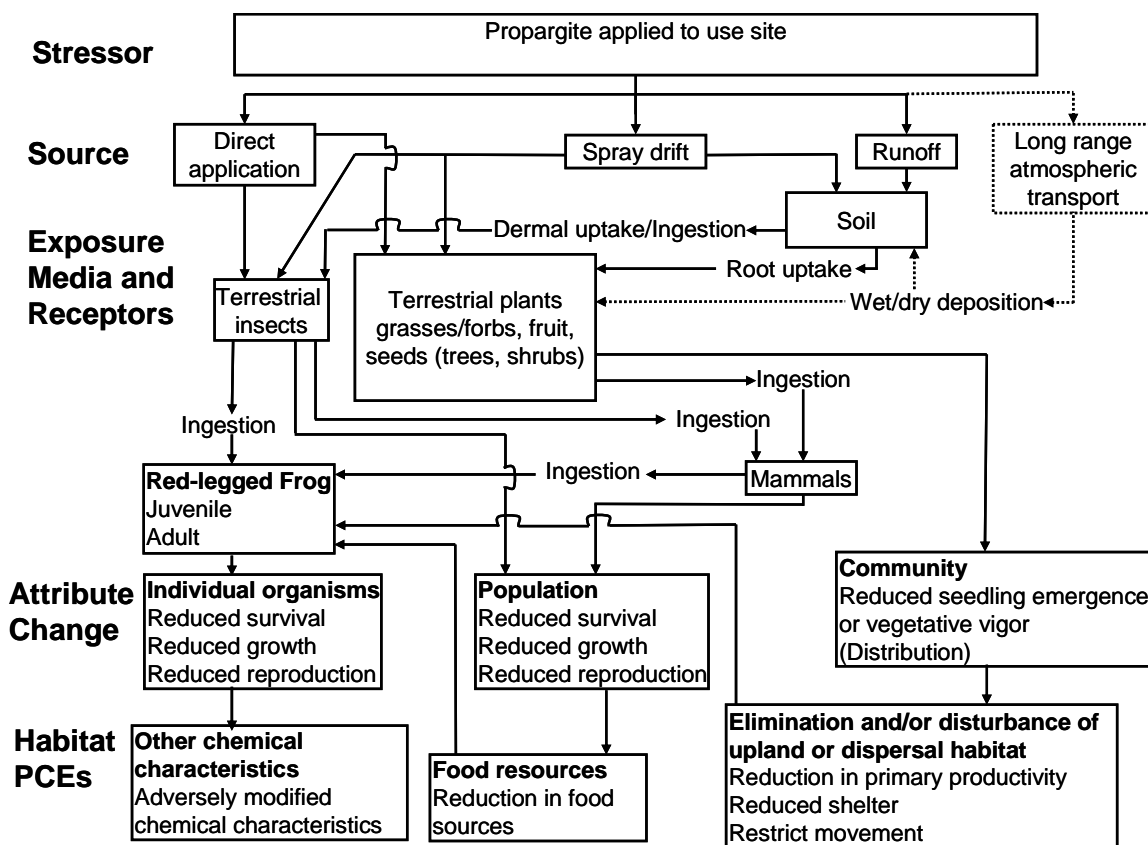 Stressor
Propargite applied to use site
Source
Direct
application
Spray drift
Runoff
Long range
atmospheric
transport
Exposure
Media and
Receptors
Soil
Dermal uptake/Ingestion
Root uptake
Wet/dry deposition
Terrestrial
insects
Terrestrial plants
grasses/forbs, fruit,
seeds (trees, shrubs)
Ingestion
Ingestion
Ingestion
Ingestion
Mammals
Red-legged Frog
Juvenile
Adult
Attribute
Change
Individual organisms
Reduced survival
Reduced growth
Reduced reproduction
Population
Reduced survival
Reduced growth
Reduced reproduction
Community
Reduced seedling emergence
or vegetative vigor
(Distribution)
Habitat
PCEs
Other chemical
characteristics
Adversely modified
chemical characteristics
Food resources
Reduction in food
sources
Elimination and/or disturbance of
upland or dispersal habitat
Reduction in primary productivity
Reduced shelter
Restrict movement